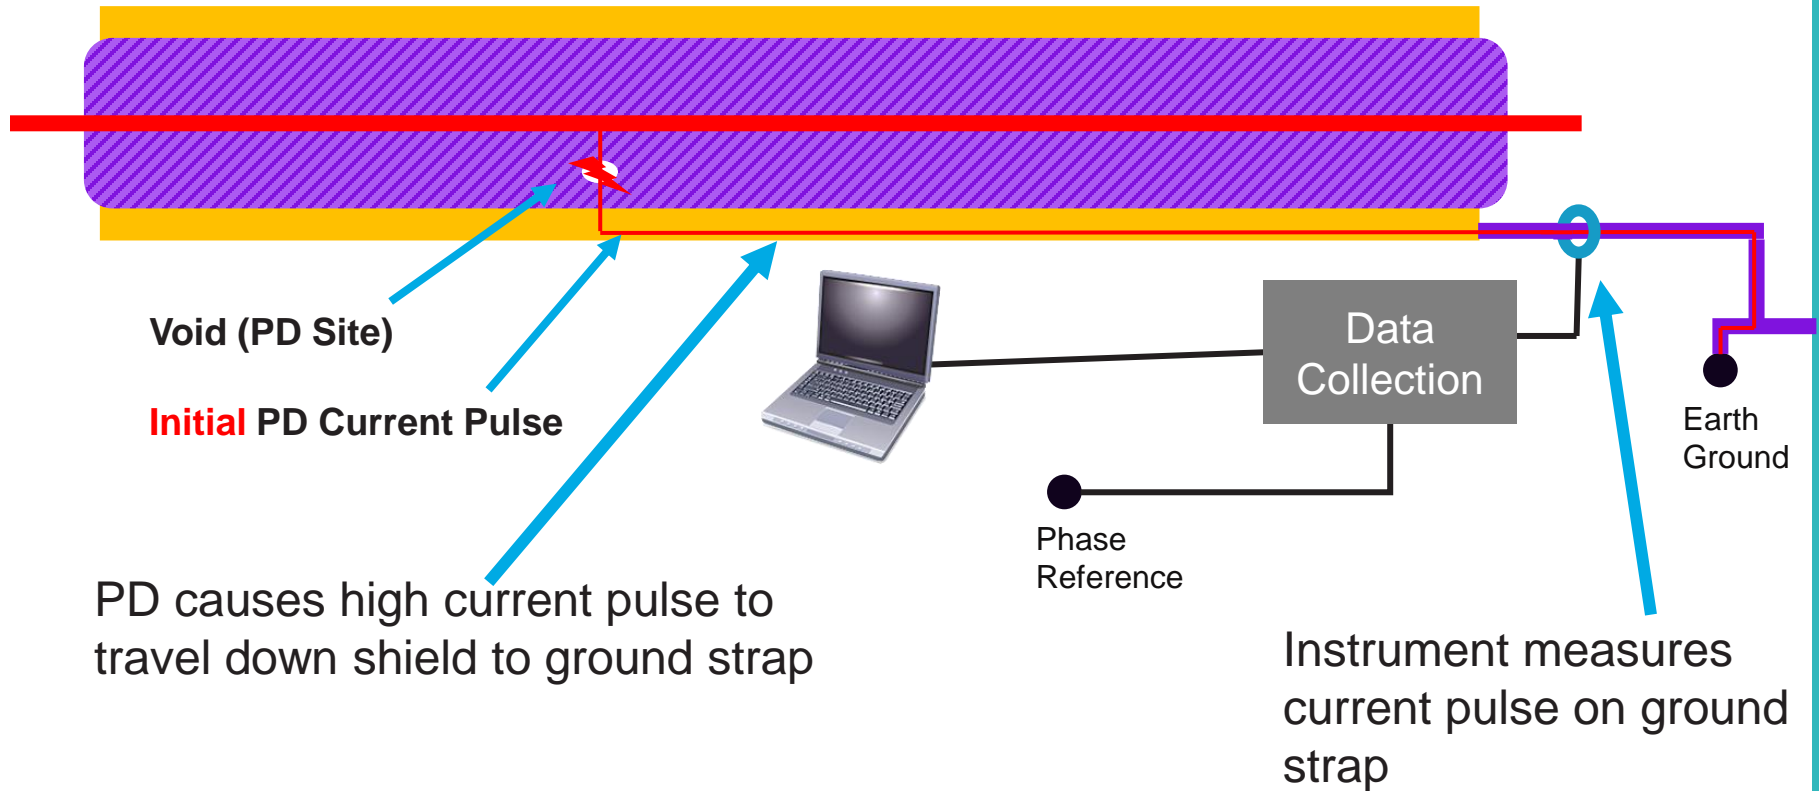 Void (PD Site)
Initial PD Current Pulse
PD causes high current pulse to
travel down shield to ground strap
Data
Collection
Phase
Reference
Earth
Ground
Instrument measures
current pulse on ground
strap